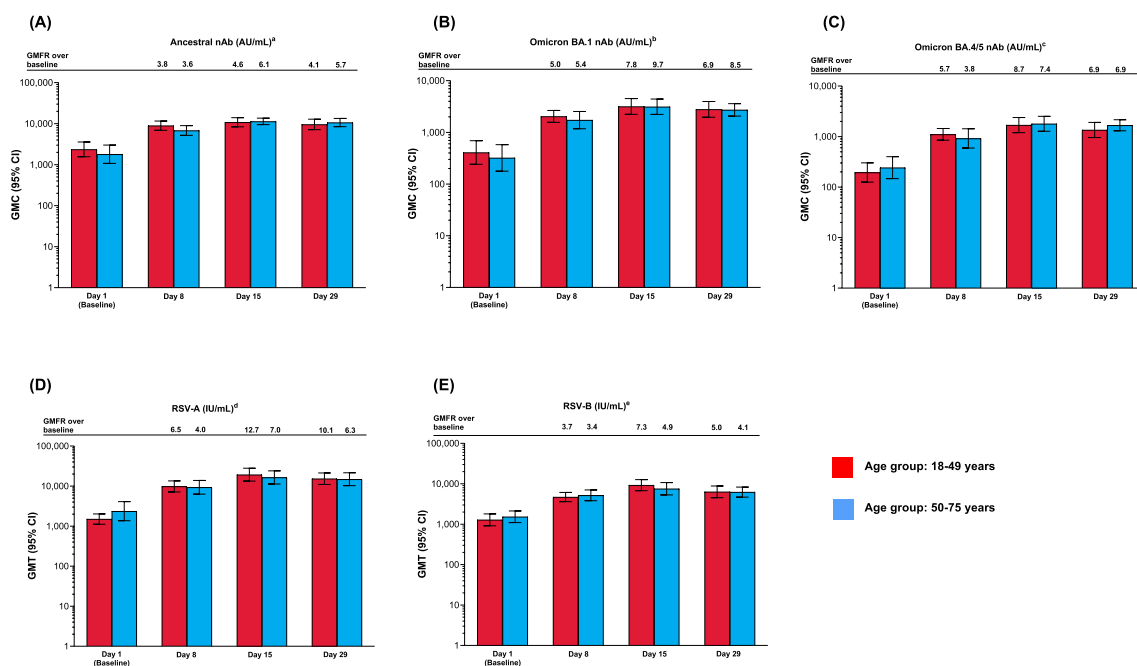 (A)
Ancestral nAb (AU/mL)a
GMFR over
baseline
3.8 3.6 4.6 6.1 4.1 5.7
100,000
10,000
1,000
100
10
1
GMC (95% CI)
Day 1
(Baseline)
Day 8
Day 15
Day 29
(B)
Omicron BA.1 nAb (AU/mL)b
GMFR over
baseline
5.0 5.4 7.8 9.7 6.9 8.5
10,000
1,000
100
10
1
GMC (95% CI)
Day 1
(Baseline)
Day 8
Day 15
Day 29
(C)
Omicron BA.4/5 nAb (AU/mL)c
GMFR over
baseline
5.7 3.8 8.7 7.4 6.9 6.9
10,000
1,000
100
10
1
GMC (95% CI)
Day 1
(Baseline)
Day 8
Day 15
Day 29
(D)
RSV-A (IU/mL)d
GMFR over
baseline
6.5 4.0 12.7 7.0 10.1 6.3
100,000
10,000
1,000
100
10
1
GMT (95% CI)
Day 1
(Baseline)
Day 8
Day 15
Day 29
(E)
RSV-B (IU/mL)e
GMFR over
baseline
3.7 3.4 7.3 4.9 5.0 4.1
100,000
10,000
1,000
100
10
1
GMT (95% CI)
Day 1
(Baseline)
Day 8
Day 15
Day 29
Age group: 18-49 years
Age group: 50-75 years